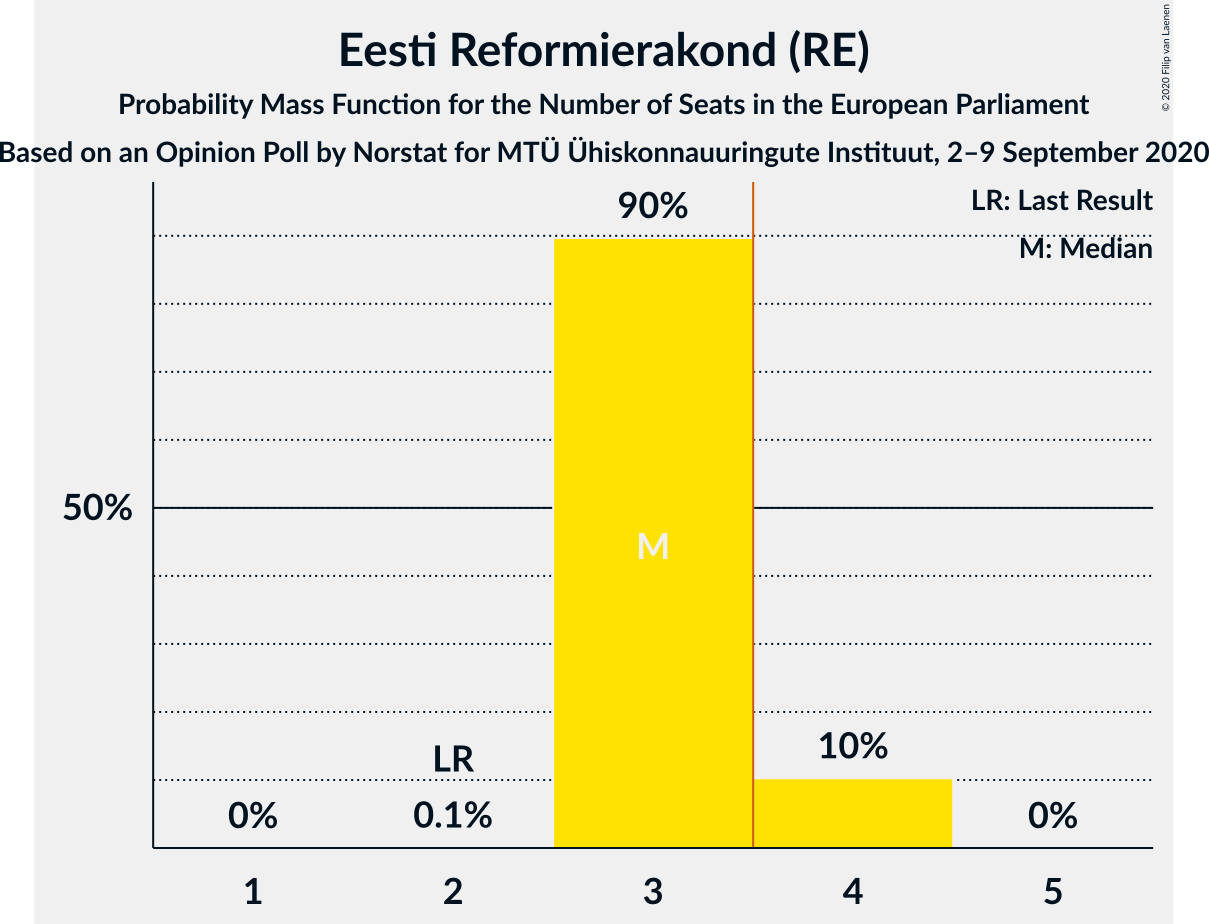 Eesti Reformierakond (RE)
Probability Mass Function for the Number of Seats in the European Parliament
Based on an Opinion Poll by Norstat for MTÜ Ühiskonnauuringute Instituut, 2–9 September 2020
© 2020 Filip van Laenen
LR: Last Result
M: Median
90%
50%
M
LR
10%
0%
0.1%
0%
1 2 3 4 5